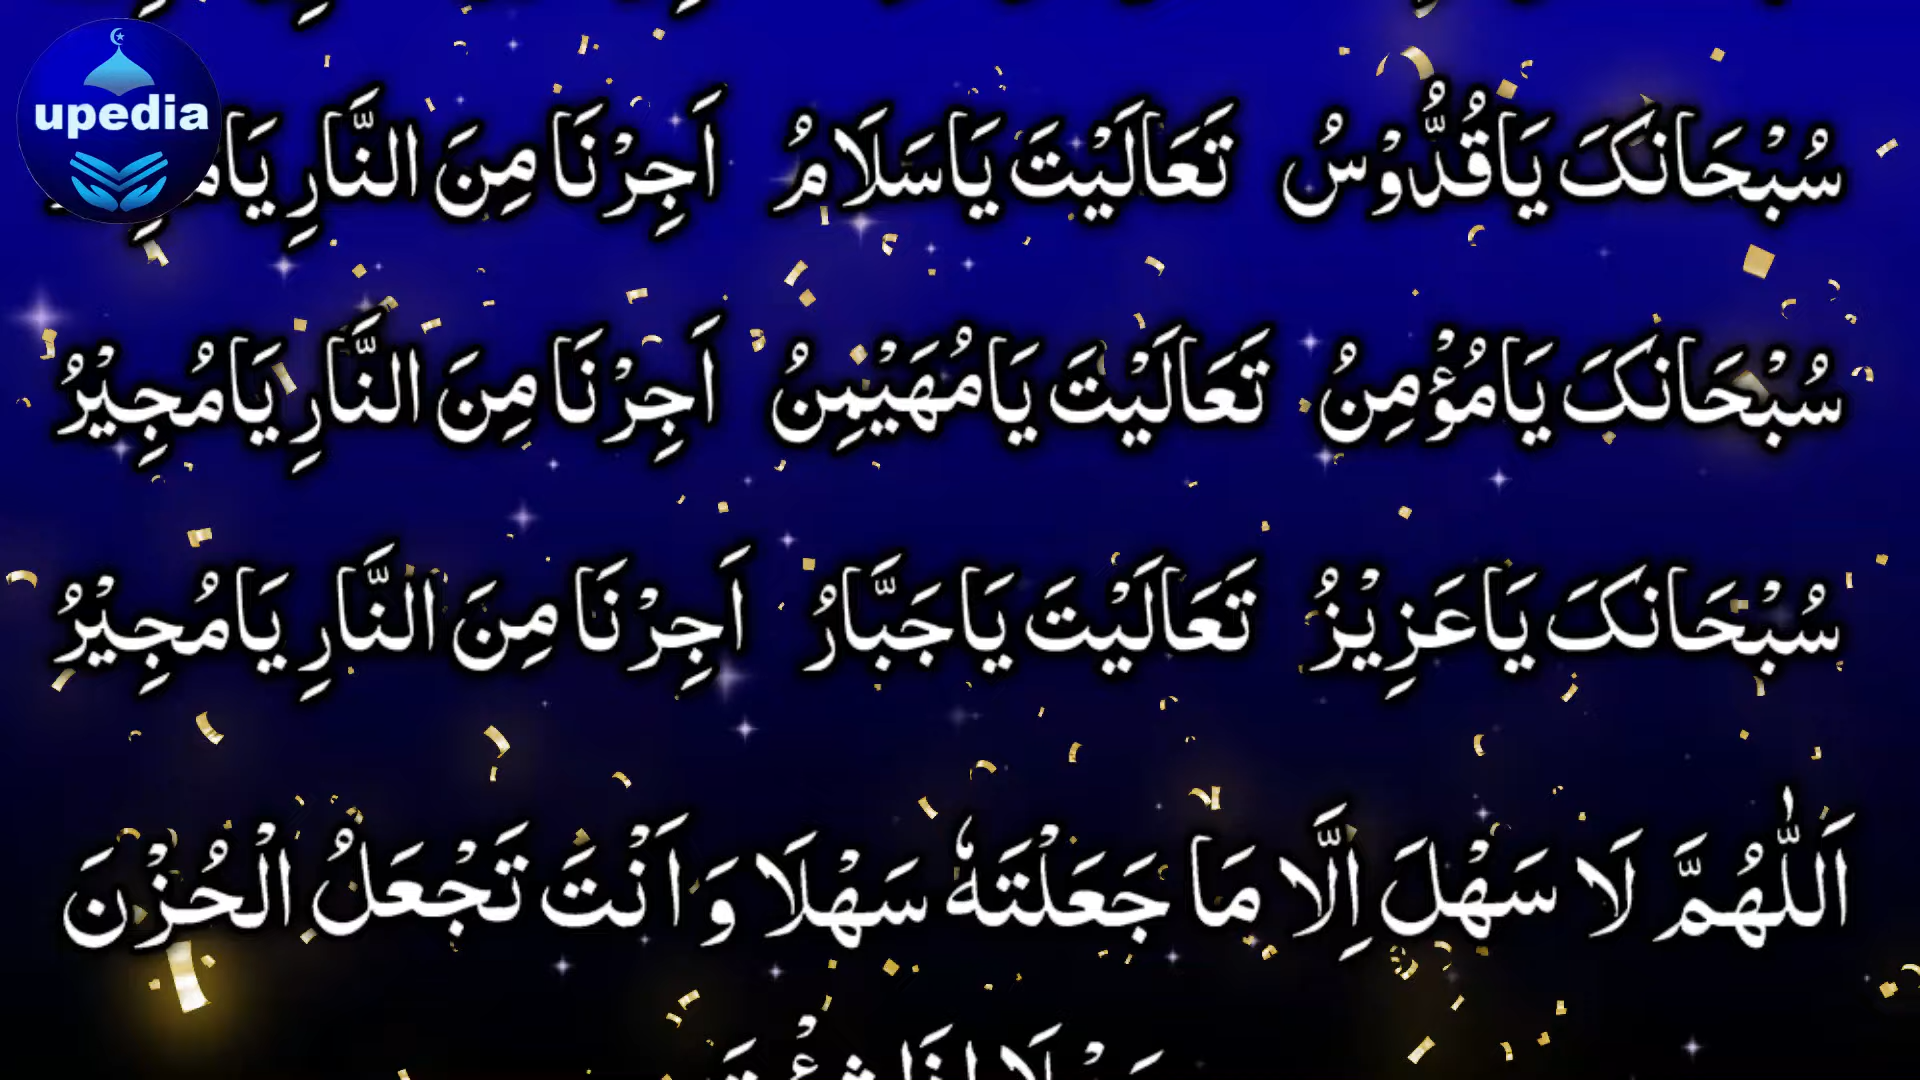 upedia
سُبْحَانَکَ یَاقُدُّوْسُ تَعَالَیْتَ یَاسَلَامُ اَجِرْنَا مِنَ النَّارِ
سُبْحَانَکَ یَامُؤْمِنُ تَعَالَیْتَ یَامُهَیْمِنُ اَجِرْنَا مِنَ النَّارِ یَامُجِیْرُ
سُبْحَانَکَ یَاعَزِیْزُ تَعَالَیْتَ یَاجَبَّارُ اَجِرْنَا مِنَ النَّارِ یَامُجِیْرُ
اَللّٰهُمَّ لَا سَهْلَ اِلَّا مَا جَعَلْتَهٗ سَهْلَا وَ اَنْتَ تَجْعَلُ الْحُزْنَ